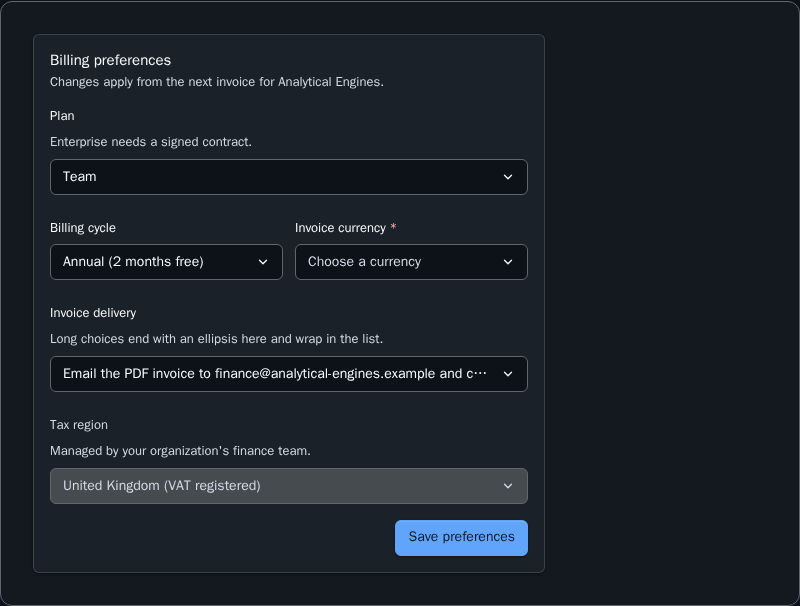 Billing preferences
Changes apply from the next invoice for Analytical Engines.
Plan
Enterprise needs a signed contract.
Team
Billing cycle
Invoice currency *
Annual (2 months free)
Choose a currency
Invoice delivery
Long choices end with an ellipsis here and wrap in the list.
Email the PDF invoice to finance@analytical-engines.example and c…
Tax region
Managed by your organization's finance team.
United Kingdom (VAT registered)
Save preferences